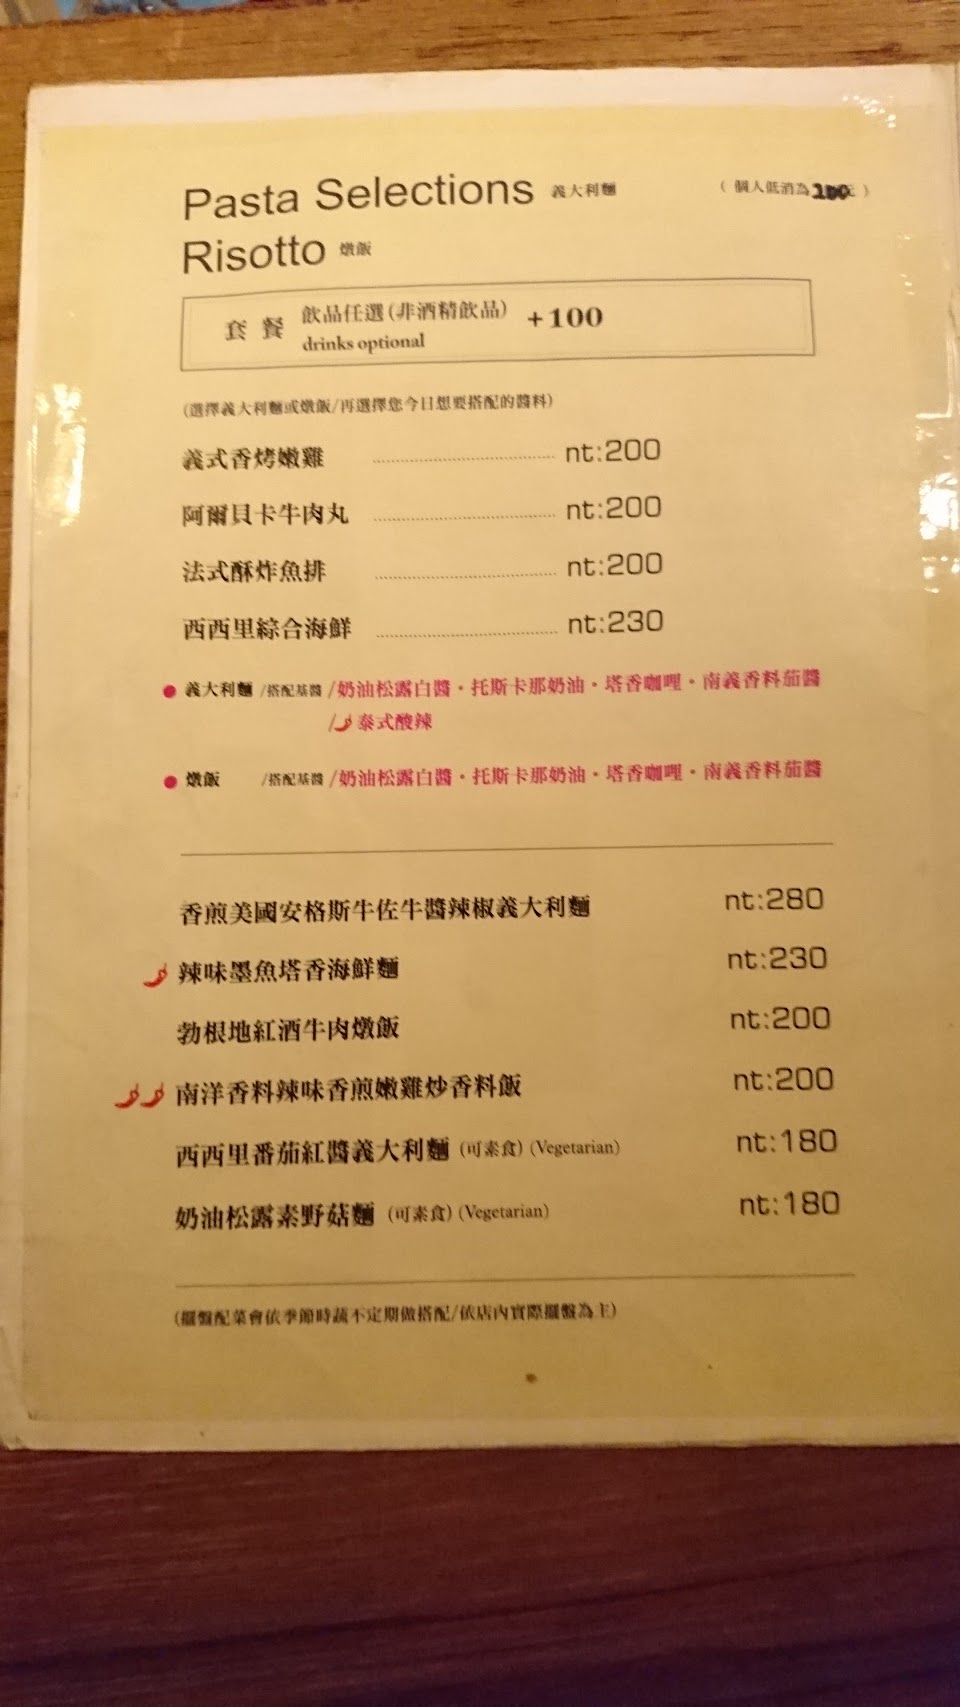 Pasta Selections 義大利麵 ( 個人低消為 元 )
Risotto 燉飯
套餐 飲品任選(非酒精飲品) +100
drinks optional
(選擇義大利麵或燉飯/再選擇您今日想要搭配的醬料)
義式香烤嫩雞 nt:200
阿爾貝卡牛肉丸 nt:200
法式酥炸魚排 nt:200
西西里綜合海鮮 nt:230
義大利麵 /搭配基醬 /奶油松露白醬・托斯卡那奶油・塔香咖哩・南義香料茄醬
/泰式酸辣
燉飯 /搭配基醬 /奶油松露白醬・托斯卡那奶油・塔香咖哩・南義香料茄醬
香煎美國安格斯牛佐牛醬辣椒義大利麵 nt:280
辣味墨魚塔香海鮮麵 nt:230
勃根地紅酒牛肉燉飯 nt:200
南洋香料辣味香煎嫩雞炒香料飯 nt:200
西西里番茄紅醬義大利麵 (可素食) (Vegetarian) nt:180
奶油松露素野菇麵 (可素食) (Vegetarian) nt:180
(擺盤配菜會依季節時蔬不定期做搭配/依店內實際擺盤為主)